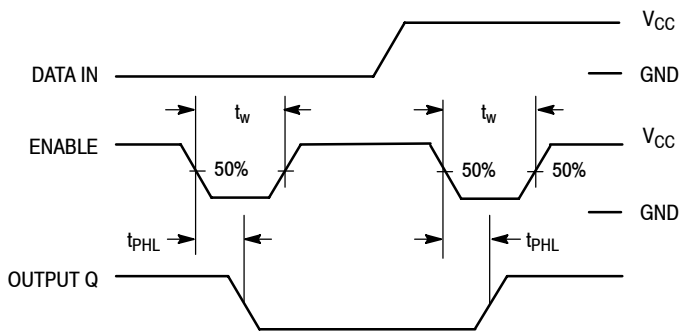 V_CC
DATA IN
GND
t_w
t_w
ENABLE
V_CC
50%
50%
50%
GND
t_PHL
t_PHL
OUTPUT Q